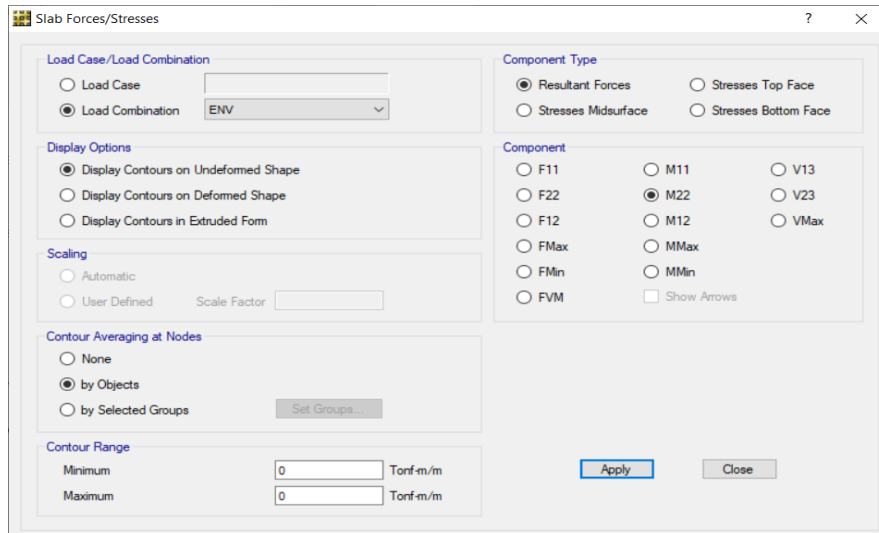 Slab Forces/Stresses
?
Load Case/Load Combination
Load Case
Load Combination ENV
Display Options
Display Contours on Undeformed Shape
Display Contours on Deformed Shape
Display Contours in Extruded Form
Scaling
Automatic
User Defined Scale Factor
Contour Averaging at Nodes
None
by Objects
by Selected Groups Set Groups...
Contour Range
Minimum 0 Tonf-m/m
Maximum 0 Tonf-m/m
Component Type
Resultant Forces Stresses Top Face
Stresses Midsurface Stresses Bottom Face
Component
F11 M11 V13
F22 M22 V23
F12 M12 VMax
FMax MMax
FMin MMin
FVM Show Arrows
Apply Close